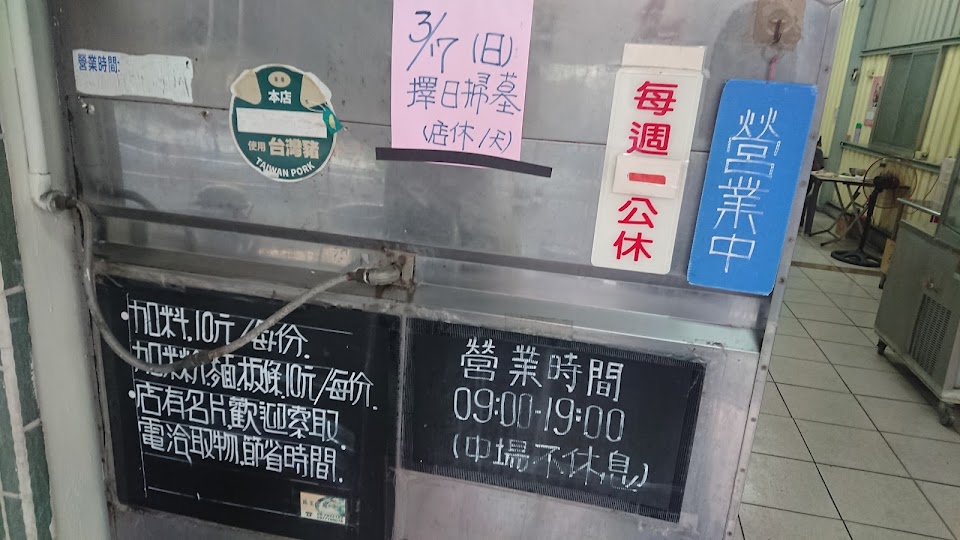 營業時間:
本店
使用台灣豬
TAIWAN PORK
3/17(日)
擇日掃墓
(店休1天)
每週一公休
營業中
•加料,10元/每份.
加粄條,10元/每份.
•店有名片,歡迎索取
電洽取物,節省時間.
營業時間
09:00-19:00
(中場不休息)